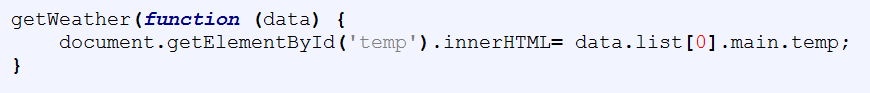 getWeather(function (data) {
    document.getElementById('temp').innerHTML= data.list[0].main.temp;
}